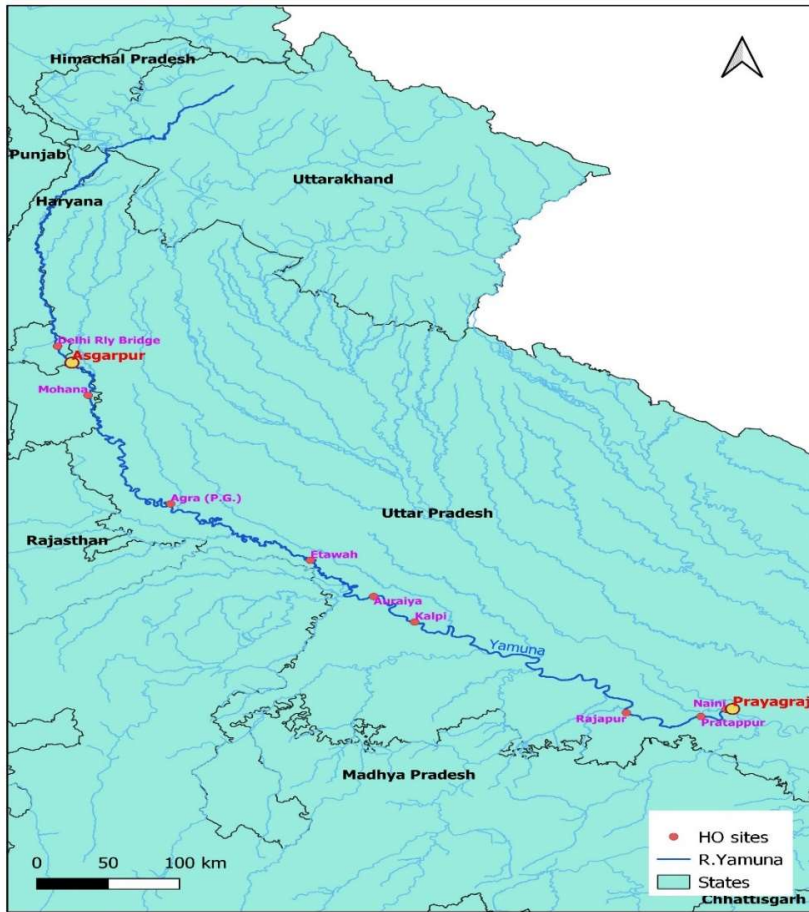 Himachal Pradesh
Punjab
Uttarakhand
Haryana
Delhi Rly Bridge
Asgarpur
Mohana
Agra (P.G.)
Uttar Pradesh
Rajasthan
Etawah
Auraiya
Kalpi
Yamuna
Naini
Prayagraj
Rajapur
Pratappur
Madhya Pradesh
HO sites
R.Yamuna
States
0 50 100 km
Chhattisgarh